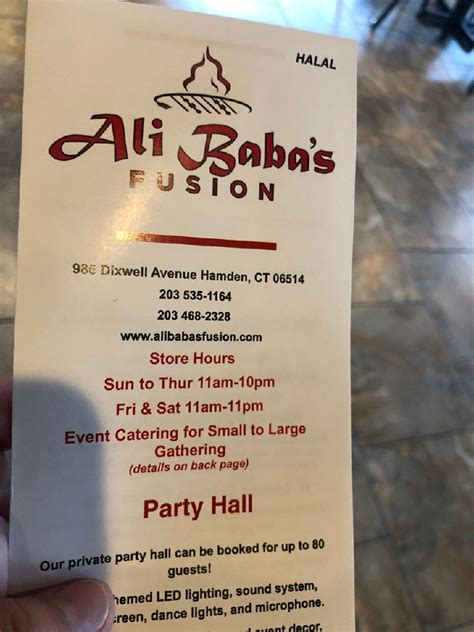 HALAL
Ali Baba's
FUSION
986 Dixwell Avenue Hamden, CT 06514
203 535-1164
203 468-2328
www.alibabasfusion.com
Store Hours
Sun to Thur 11am-10pm
Fri & Sat 11am-11pm
Event Catering for Small to Large
Gathering
(details on back page)
Party Hall
Our private party hall can be booked for up to 80
guests!
hemed LED lighting, sound system,
creen, dance lights, and microphone.
event decor,